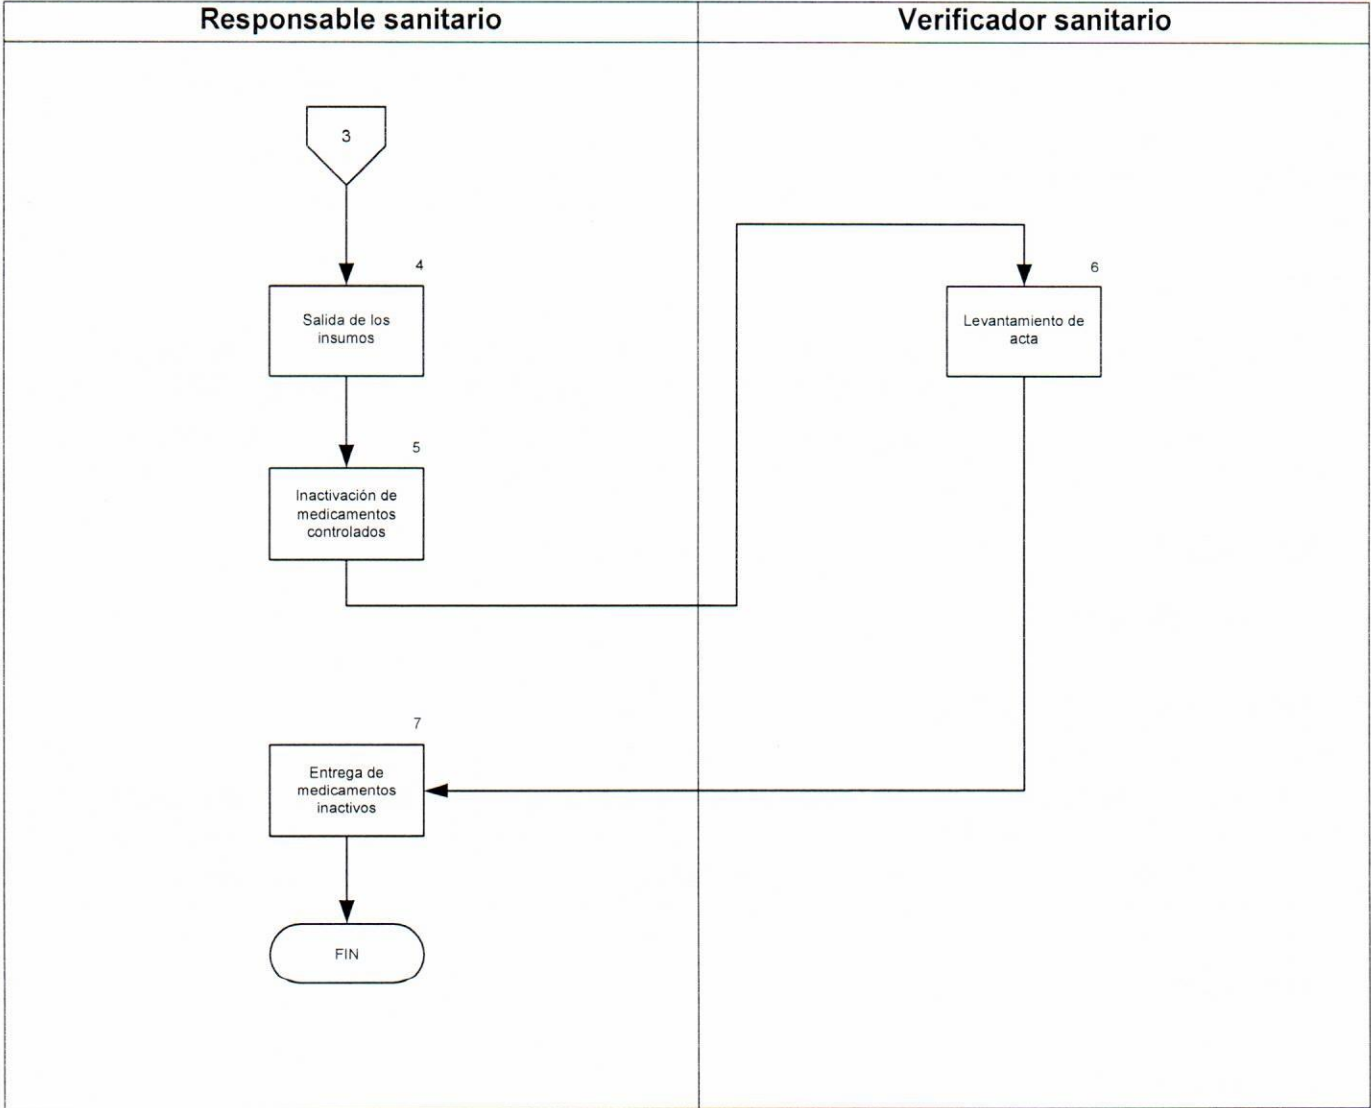 Responsable sanitario
Verificador sanitario
3
4
Salida de los
insumos
6
Levantamiento de
acta
5
Inactivación de
medicamentos
controlados
7
Entrega de
medicamentos
inactivos
FIN